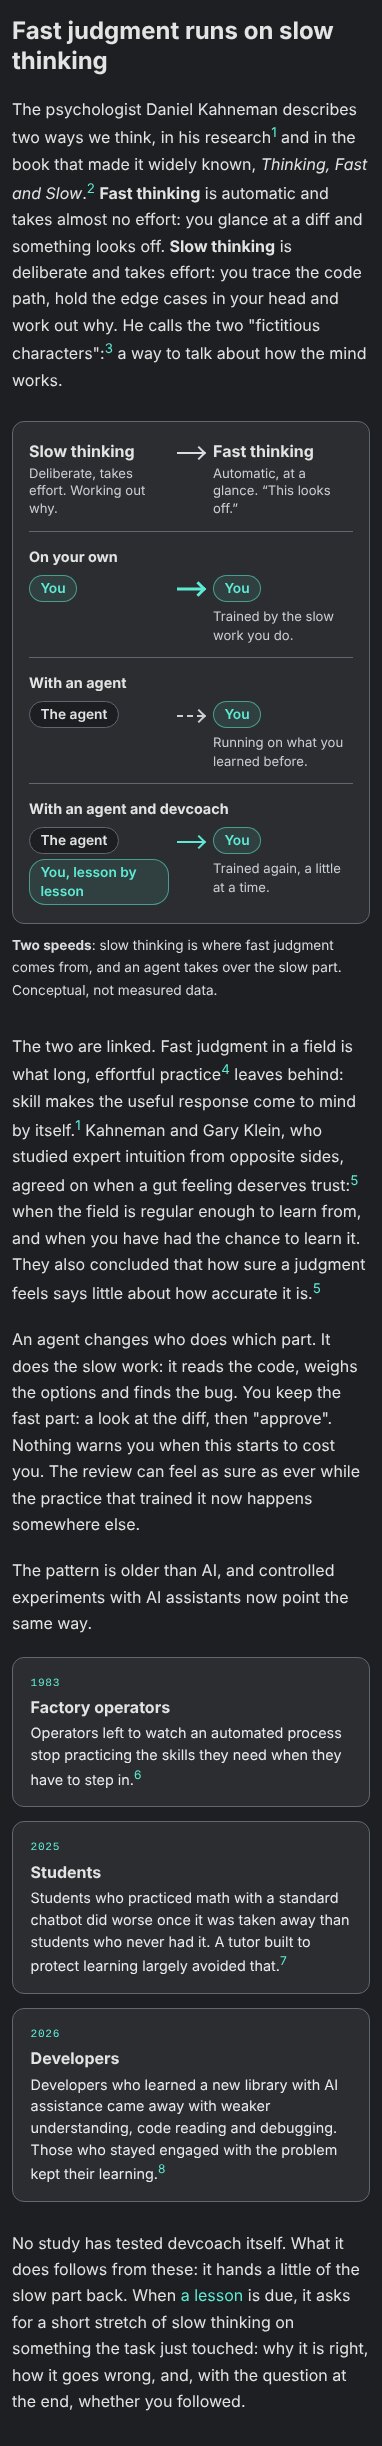 Fast judgment runs on slow
thinking
The psychologist Daniel Kahneman describes
two ways we think, in his research1 and in the
book that made it widely known, Thinking, Fast
and Slow.2 Fast thinking is automatic and
takes almost no effort: you glance at a diff and
something looks off. Slow thinking is
deliberate and takes effort: you trace the code
path, hold the edge cases in your head and
work out why. He calls the two "fictitious
characters":3 a way to talk about how the mind
works.
Slow thinking → Fast thinking
Deliberate, takes
effort. Working out
why.
Automatic, at a
glance. “This looks
off.”
On your own
You → You
Trained by the slow
work you do.
With an agent
The agent ⇢ You
Running on what you
learned before.
With an agent and devcoach
The agent → You
You, lesson by
lesson
Trained again, a little
at a time.
Two speeds: slow thinking is where fast judgment
comes from, and an agent takes over the slow part.
Conceptual, not measured data.
The two are linked. Fast judgment in a field is
what long, effortful practice4 leaves behind:
skill makes the useful response come to mind
by itself.1 Kahneman and Gary Klein, who
studied expert intuition from opposite sides,
agreed on when a gut feeling deserves trust:5
when the field is regular enough to learn from,
and when you have had the chance to learn it.
They also concluded that how sure a judgment
feels says little about how accurate it is.5
An agent changes who does which part. It
does the slow work: it reads the code, weighs
the options and finds the bug. You keep the
fast part: a look at the diff, then "approve".
Nothing warns you when this starts to cost
you. The review can feel as sure as ever while
the practice that trained it now happens
somewhere else.
The pattern is older than AI, and controlled
experiments with AI assistants now point the
same way.
1983
Factory operators
Operators left to watch an automated process
stop practicing the skills they need when they
have to step in.6
2025
Students
Students who practiced math with a standard
chatbot did worse once it was taken away than
students who never had it. A tutor built to
protect learning largely avoided that.7
2026
Developers
Developers who learned a new library with AI
assistance came away with weaker
understanding, code reading and debugging.
Those who stayed engaged with the problem
kept their learning.8
No study has tested devcoach itself. What it
does follows from these: it hands a little of the
slow part back. When a lesson is due, it asks
for a short stretch of slow thinking on
something the task just touched: why it is right,
how it goes wrong, and, with the question at
the end, whether you followed.